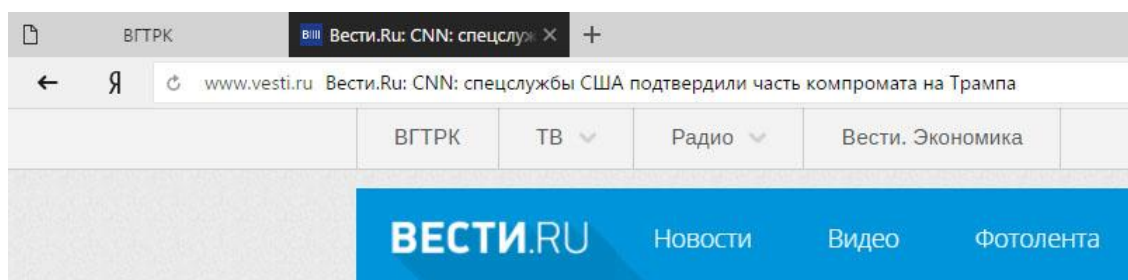 ВГТРК Вести.Ru: CNN: спецслуж
Я www.vesti.ru Вести.Ru: CNN: спецслужбы США подтвердили часть компромата на Трампа
ВГТРК ТВ Радио Вести. Экономика
ВЕСТИ.RU Новости Видео Фотолента